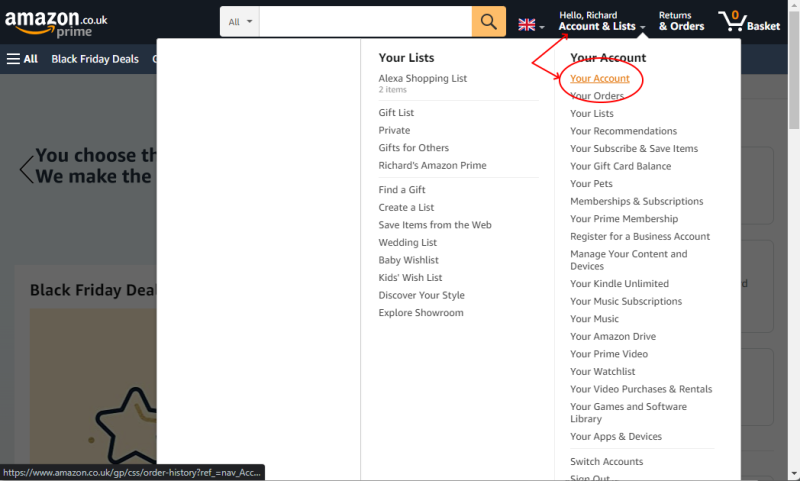 amazon.co.uk
prime
All
Hello, Richard
Account & Lists
Returns
& Orders
0
Basket
All
Black Friday Deals
You choose th
We make the
Black Friday Dea
Your Lists
Alexa Shopping List
2 items
Gift List
Private
Gifts for Others
Richard's Amazon Prime
Find a Gift
Create a List
Save Items from the Web
Wedding List
Baby Wishlist
Kids' Wish List
Discover Your Style
Explore Showroom
Your Account
Your Account
Your Orders
Your Lists
Your Recommendations
Your Subscribe & Save Items
Your Gift Card Balance
Your Pets
Memberships & Subscriptions
Your Prime Membership
Register for a Business Account
Manage Your Content and
Devices
Your Kindle Unlimited
Your Music Subscriptions
Your Music
Your Amazon Drive
Your Prime Video
Your Watchlist
Your Video Purchases & Rentals
Your Games and Software
Library
Your Apps & Devices
Switch Accounts
Sign Out
https://www.amazon.co.uk/gp/css/order-history?ref_=nav_Acc...